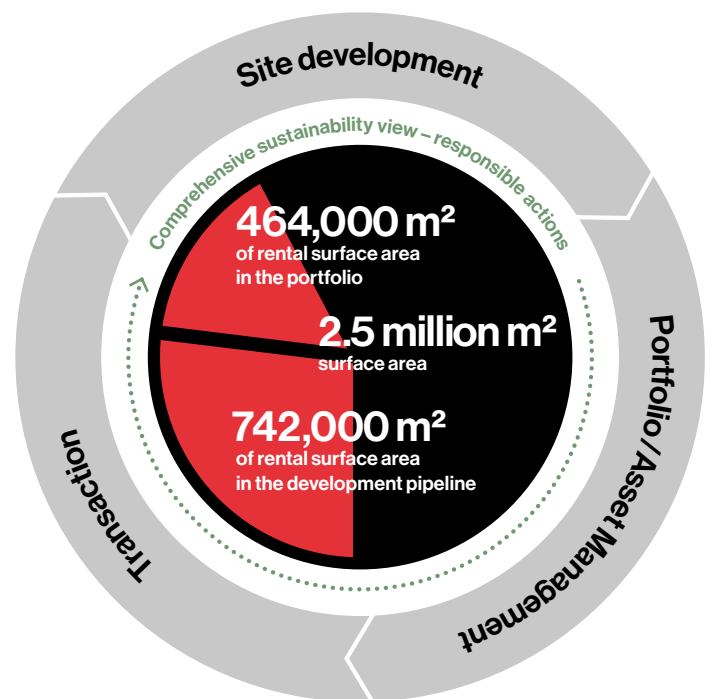 Site development
Comprehensive sustainability view – responsible actions
464,000 m²
of rental surface area
in the portfolio
2.5 million m²
surface area
742,000 m²
of rental surface area
in the development pipeline
Portfolio / Asset Management
Transaction